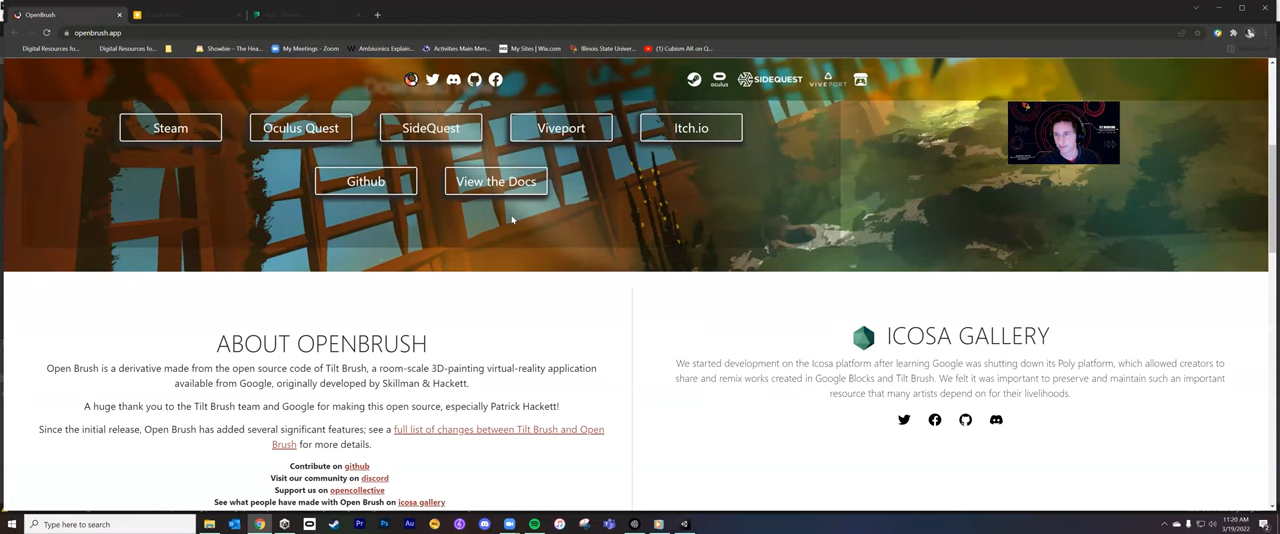 OpenBrush
openbrush.app
Digital Resources fo...
Digital Resources fo...
Showbie – The Hea...
My Meetings - Zoom
Ambisonics Explain...
Activities Main Men...
My Sites | Wix.com
Illinois State Univer...
(1) Cubism AR on Q...
oculus
SIDEQUEST
VIVEPORT
Steam
Oculus Quest
SideQuest
Viveport
Itch.io
Github
View the Docs
ABOUT OPENBRUSH
Open Brush is a derivative made from the open source code of Tilt Brush, a room-scale 3D-painting virtual-reality application
available from Google, originally developed by Skillman & Hackett.
A huge thank you to the Tilt Brush team and Google for making this open source, especially Patrick Hackett!
Since the initial release, Open Brush has added several significant features; see a full list of changes between Tilt Brush and Open
Brush for more details.
Contribute on github
Visit our community on discord
Support us on opencollective
See what people have made with Open Brush on icosa gallery
ICOSA GALLERY
We started development on the Icosa platform after learning Google was shutting down its Poly platform, which allowed creators to
share and remix works created in Google Blocks and Tilt Brush. We felt it was important to preserve and maintain such an important
resource that many artists depend on for their livelihoods.
Type here to search
Pr
Ps
Au
11:20 AM
3/19/2022